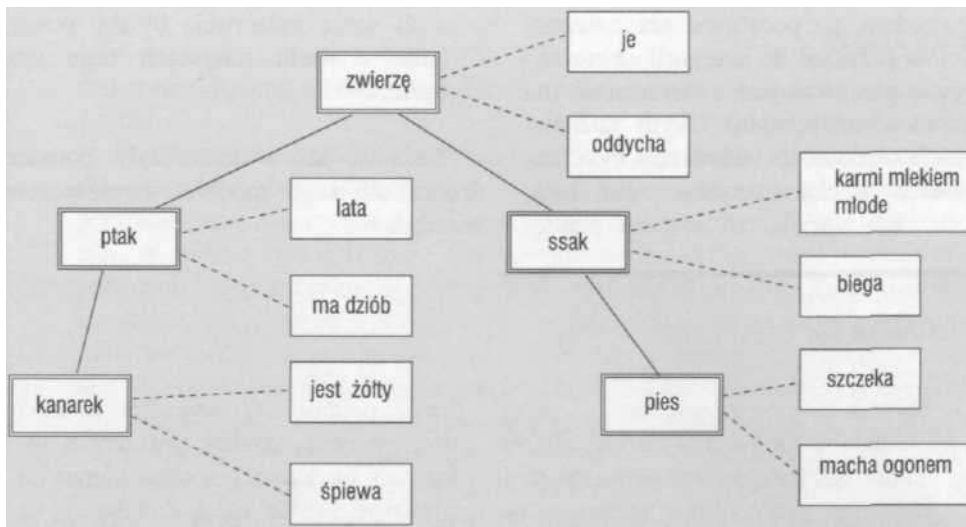 je
zwierzę
oddycha
karmi mlekiem
młode
lata
ptak
ssak
biega
ma dziób
jest żółty
szczeka
kanarek
pies
macha ogonem
śpiewa